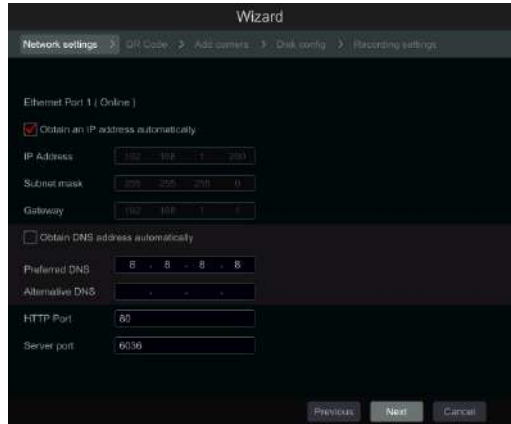 Wizard
Network settings > QR Code > Add camera > Disk config > Recording settings
Ethernet Port 1 ( Online )
Obtain an IP address automatically
IP Address 192 . 168 . 1 . 200
Subnet mask 255 . 255 . 255 . 0
Gateway 192 . 168 . 1 . 1
Obtain DNS address automatically
Preferred DNS 8 . 8 . 8 . 8
Alternative DNS . . .
HTTP Port 80
Server port 6036
Previous Next Cancel